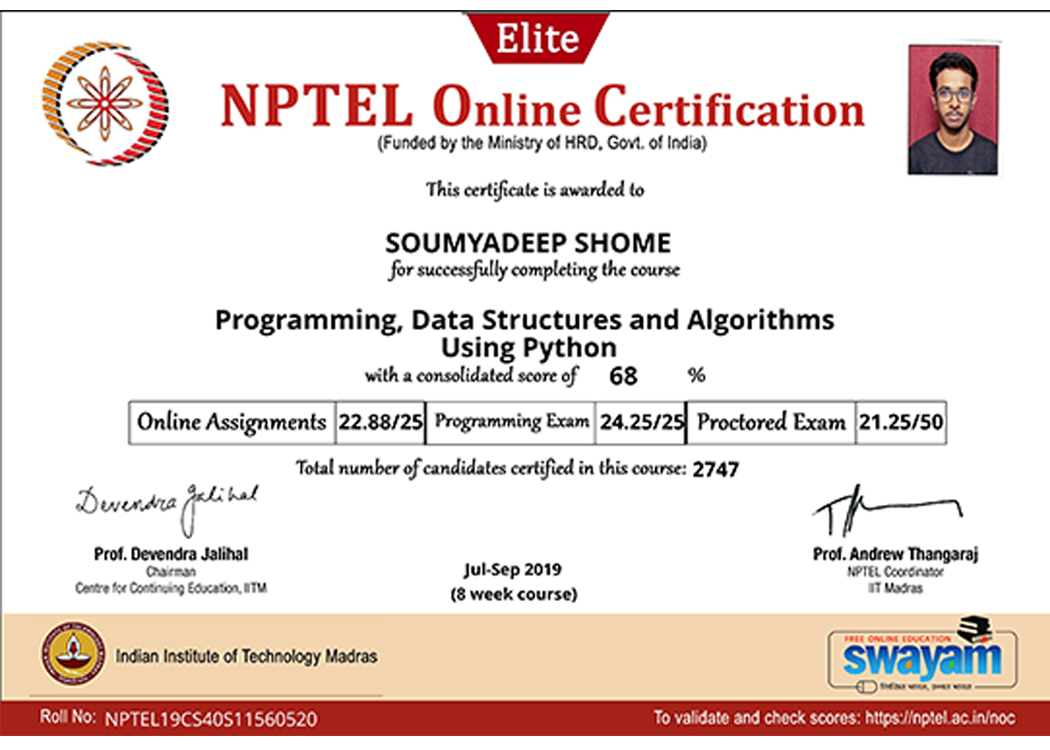 Elite
NPTEL Online Certification
(Funded by the Ministry of HRD, Govt. of India)
This certificate is awarded to
SOUMYADEEP SHOME
for successfully completing the course
Programming, Data Structures and Algorithms
Using Python
with a consolidated score of 68 %
Online Assignments 22.88/25 Programming Exam 24.25/25 Proctored Exam 21.25/50
Total number of candidates certified in this course: 2747
Devendra Jalihal
Prof. Devendra Jalihal
Chairman
Centre for Continuing Education, IITM
Jul-Sep 2019
(8 week course)
Prof. Andrew Thangaraj
NPTEL Coordinator
IIT Madras
Indian Institute of Technology Madras
FREE ONLINE EDUCATION
swayam
शिक्षित भारत, उन्नत भारत
Roll No: NPTEL19CS40S11560520
To validate and check scores: https://nptel.ac.in/noc